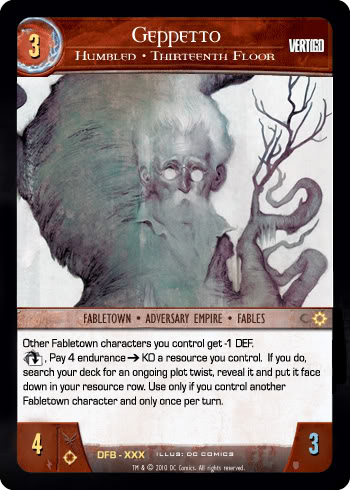 3
Geppetto
Humbled • Thirteenth Floor
VERTIGO
FABLETOWN • ADVERSARY EMPIRE • FABLES
Other Fabletown characters you control get -1 DEF.
, Pay 4 endurance → KO a resource you control. If you do,
search your deck for an ongoing plot twist, reveal it and put it face
down in your resource row. Use only if you control another
Fabletown character and only once per turn.
4
DFB - XXX
ILLUS: DC COMICS
3
TM & © 2010 DC Comics. All rights reserved.